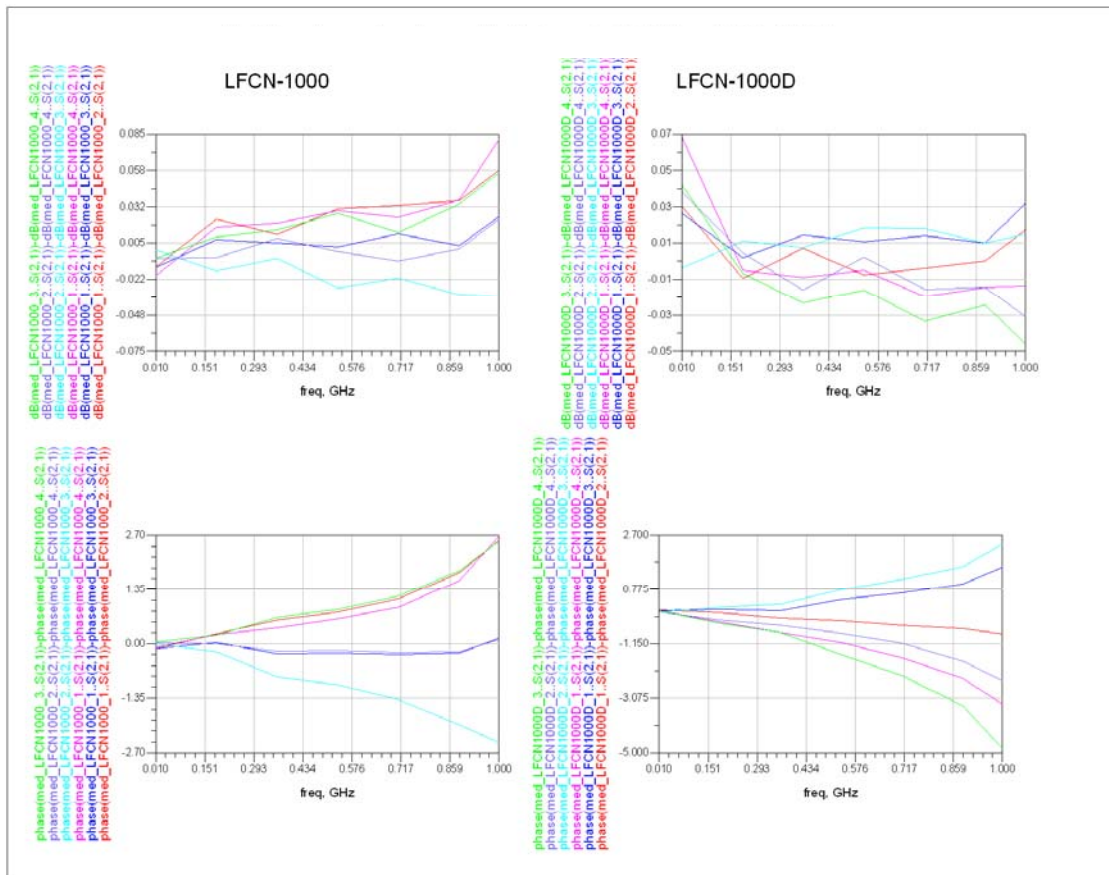 LFCN-1000
dB(med_LFCN1000_3..S(2,1))-dB(med_LFCN1000_4..S(2,1))
dB(med_LFCN1000_2..S(2,1))-dB(med_LFCN1000_4..S(2,1))
dB(med_LFCN1000_2..S(2,1))-dB(med_LFCN1000_3..S(2,1))
dB(med_LFCN1000_1..S(2,1))-dB(med_LFCN1000_4..S(2,1))
dB(med_LFCN1000_1..S(2,1))-dB(med_LFCN1000_3..S(2,1))
dB(med_LFCN1000_1..S(2,1))-dB(med_LFCN1000_2..S(2,1))
0.085
0.058
0.032
0.005
-0.022
-0.048
-0.075
0.010 0.151 0.293 0.434 0.576 0.717 0.859 1.000
freq, GHz
LFCN-1000D
dB(med_LFCN1000D_3..S(2,1))-dB(med_LFCN1000D_4..S(2,1))
dB(med_LFCN1000D_2..S(2,1))-dB(med_LFCN1000D_4..S(2,1))
dB(med_LFCN1000D_2..S(2,1))-dB(med_LFCN1000D_3..S(2,1))
dB(med_LFCN1000D_1..S(2,1))-dB(med_LFCN1000D_4..S(2,1))
dB(med_LFCN1000D_1..S(2,1))-dB(med_LFCN1000D_3..S(2,1))
dB(med_LFCN1000D_1..S(2,1))-dB(med_LFCN1000D_2..S(2,1))
0.07
0.05
0.03
0.01
-0.01
-0.03
-0.05
0.010 0.151 0.293 0.434 0.576 0.717 0.859 1.000
freq, GHz
phase(med_LFCN1000_3..S(2,1))-phase(med_LFCN1000_4..S(2,1))
phase(med_LFCN1000_2..S(2,1))-phase(med_LFCN1000_4..S(2,1))
phase(med_LFCN1000_2..S(2,1))-phase(med_LFCN1000_3..S(2,1))
phase(med_LFCN1000_1..S(2,1))-phase(med_LFCN1000_4..S(2,1))
phase(med_LFCN1000_1..S(2,1))-phase(med_LFCN1000_3..S(2,1))
phase(med_LFCN1000_1..S(2,1))-phase(med_LFCN1000_2..S(2,1))
2.70
1.35
0.00
-1.35
-2.70
0.010 0.151 0.293 0.434 0.576 0.717 0.859 1.000
freq, GHz
phase(med_LFCN1000D_3..S(2,1))-phase(med_LFCN1000D_4..S(2,1))
phase(med_LFCN1000D_2..S(2,1))-phase(med_LFCN1000D_4..S(2,1))
phase(med_LFCN1000D_2..S(2,1))-phase(med_LFCN1000D_3..S(2,1))
phase(med_LFCN1000D_1..S(2,1))-phase(med_LFCN1000D_4..S(2,1))
phase(med_LFCN1000D_1..S(2,1))-phase(med_LFCN1000D_3..S(2,1))
phase(med_LFCN1000D_1..S(2,1))-phase(med_LFCN1000D_2..S(2,1))
2.700
0.775
-1.150
-3.075
-5.000
0.010 0.151 0.293 0.434 0.576 0.717 0.859 1.000
freq, GHz